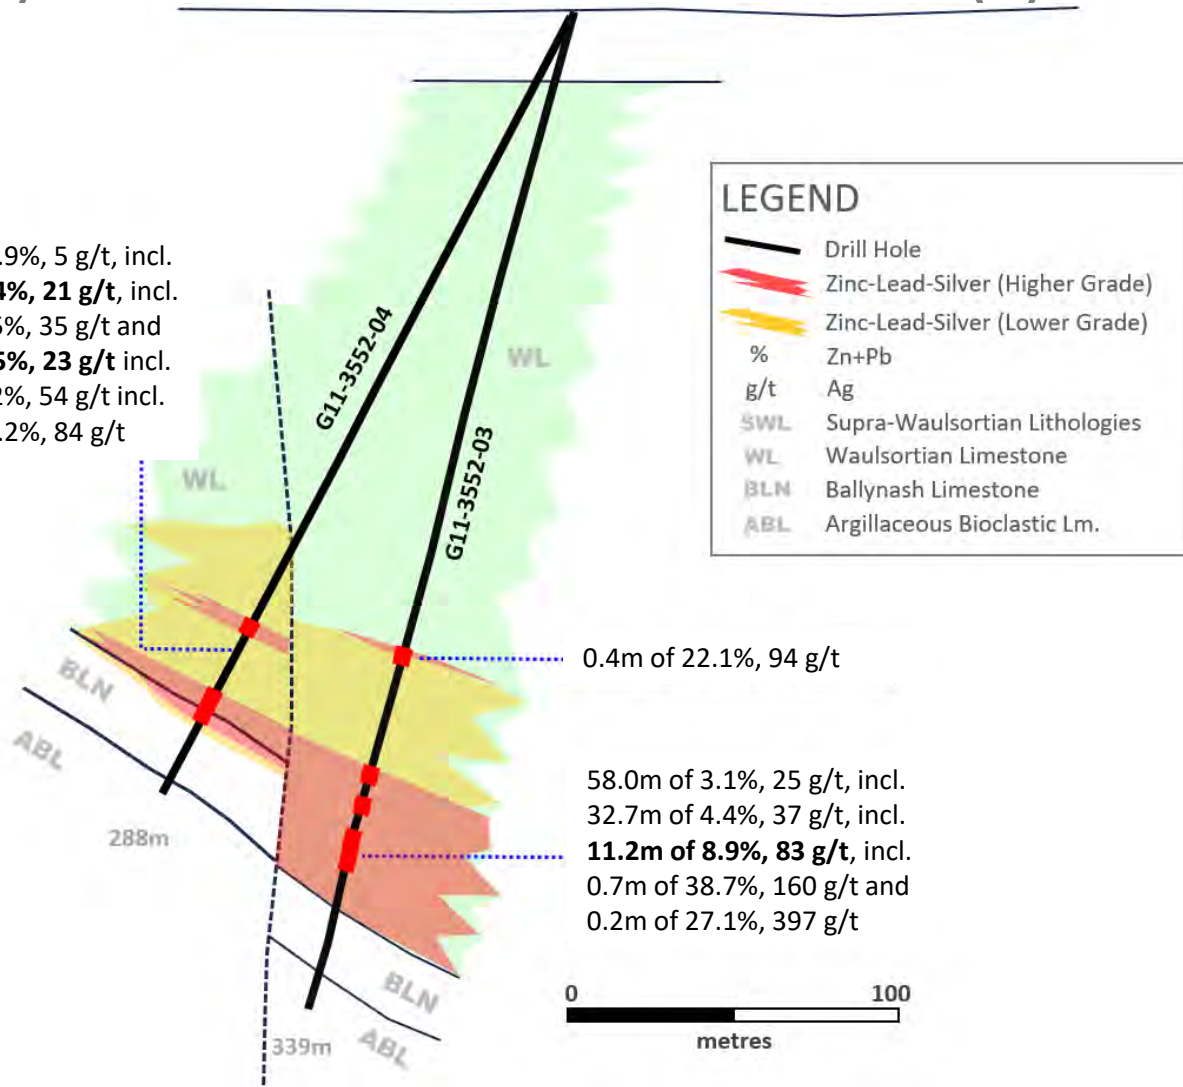 .9%, 5 g/t, incl.
4%, 21 g/t, incl.
%, 35 g/t and
%, 23 g/t incl.
2%, 54 g/t incl.
.2%, 84 g/t
G11-3552-04
G11-3552-03
WL
WL
LEGEND
Drill Hole
Zinc-Lead-Silver (Higher Grade)
Zinc-Lead-Silver (Lower Grade)
% Zn+Pb
g/t Ag
SWL Supra-Waulsortian Lithologies
WL Waulsortian Limestone
BLN Ballynash Limestone
ABL Argillaceous Bioclastic Lm.
BLN
ABL
288m
0.4m of 22.1%, 94 g/t
58.0m of 3.1%, 25 g/t, incl.
32.7m of 4.4%, 37 g/t, incl.
11.2m of 8.9%, 83 g/t, incl.
0.7m of 38.7%, 160 g/t and
0.2m of 27.1%, 397 g/t
BLN
ABL
339m
0 100
metres